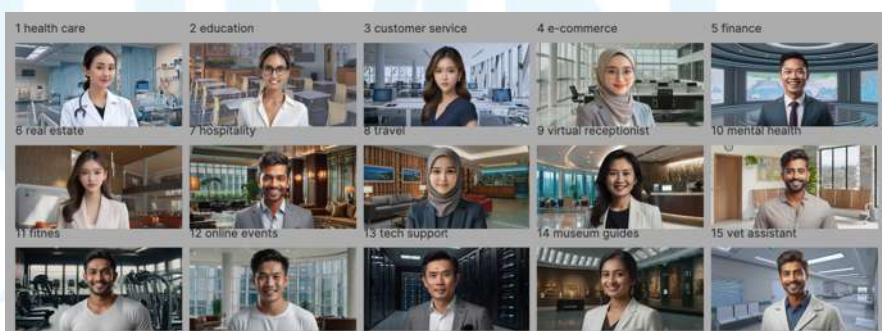 1 health care
2 education
3 customer service
4 e-commerce
5 finance
6 real estate
7 hospitality
8 travel
9 virtual receptionist
10 mental health
11 fitnes
12 online events
13 tech support
14 museum guides
15 vet assistant